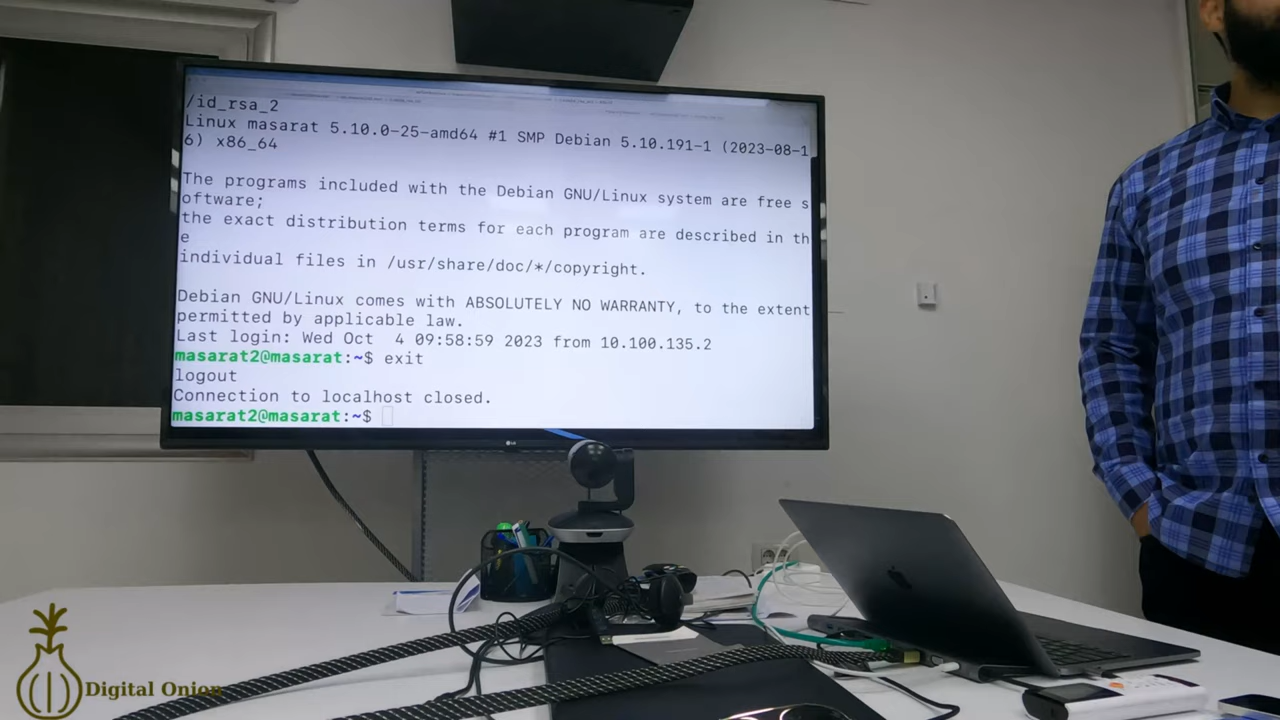 /id_rsa_2
Linux masarat 5.10.0-25-amd64 #1 SMP Debian 5.10.191-1 (2023-08-1
6) x86_64
The programs included with the Debian GNU/Linux system are free s
oftware;
the exact distribution terms for each program are described in th
e
individual files in /usr/share/doc/*/copyright.
Debian GNU/Linux comes with ABSOLUTELY NO WARRANTY, to the extent
permitted by applicable law.
Last login: Wed Oct  4 09:58:59 2023 from 10.100.135.2
masarat2@masarat:~$ exit
logout
Connection to localhost closed.
masarat2@masarat:~$
LG
Digital Onion